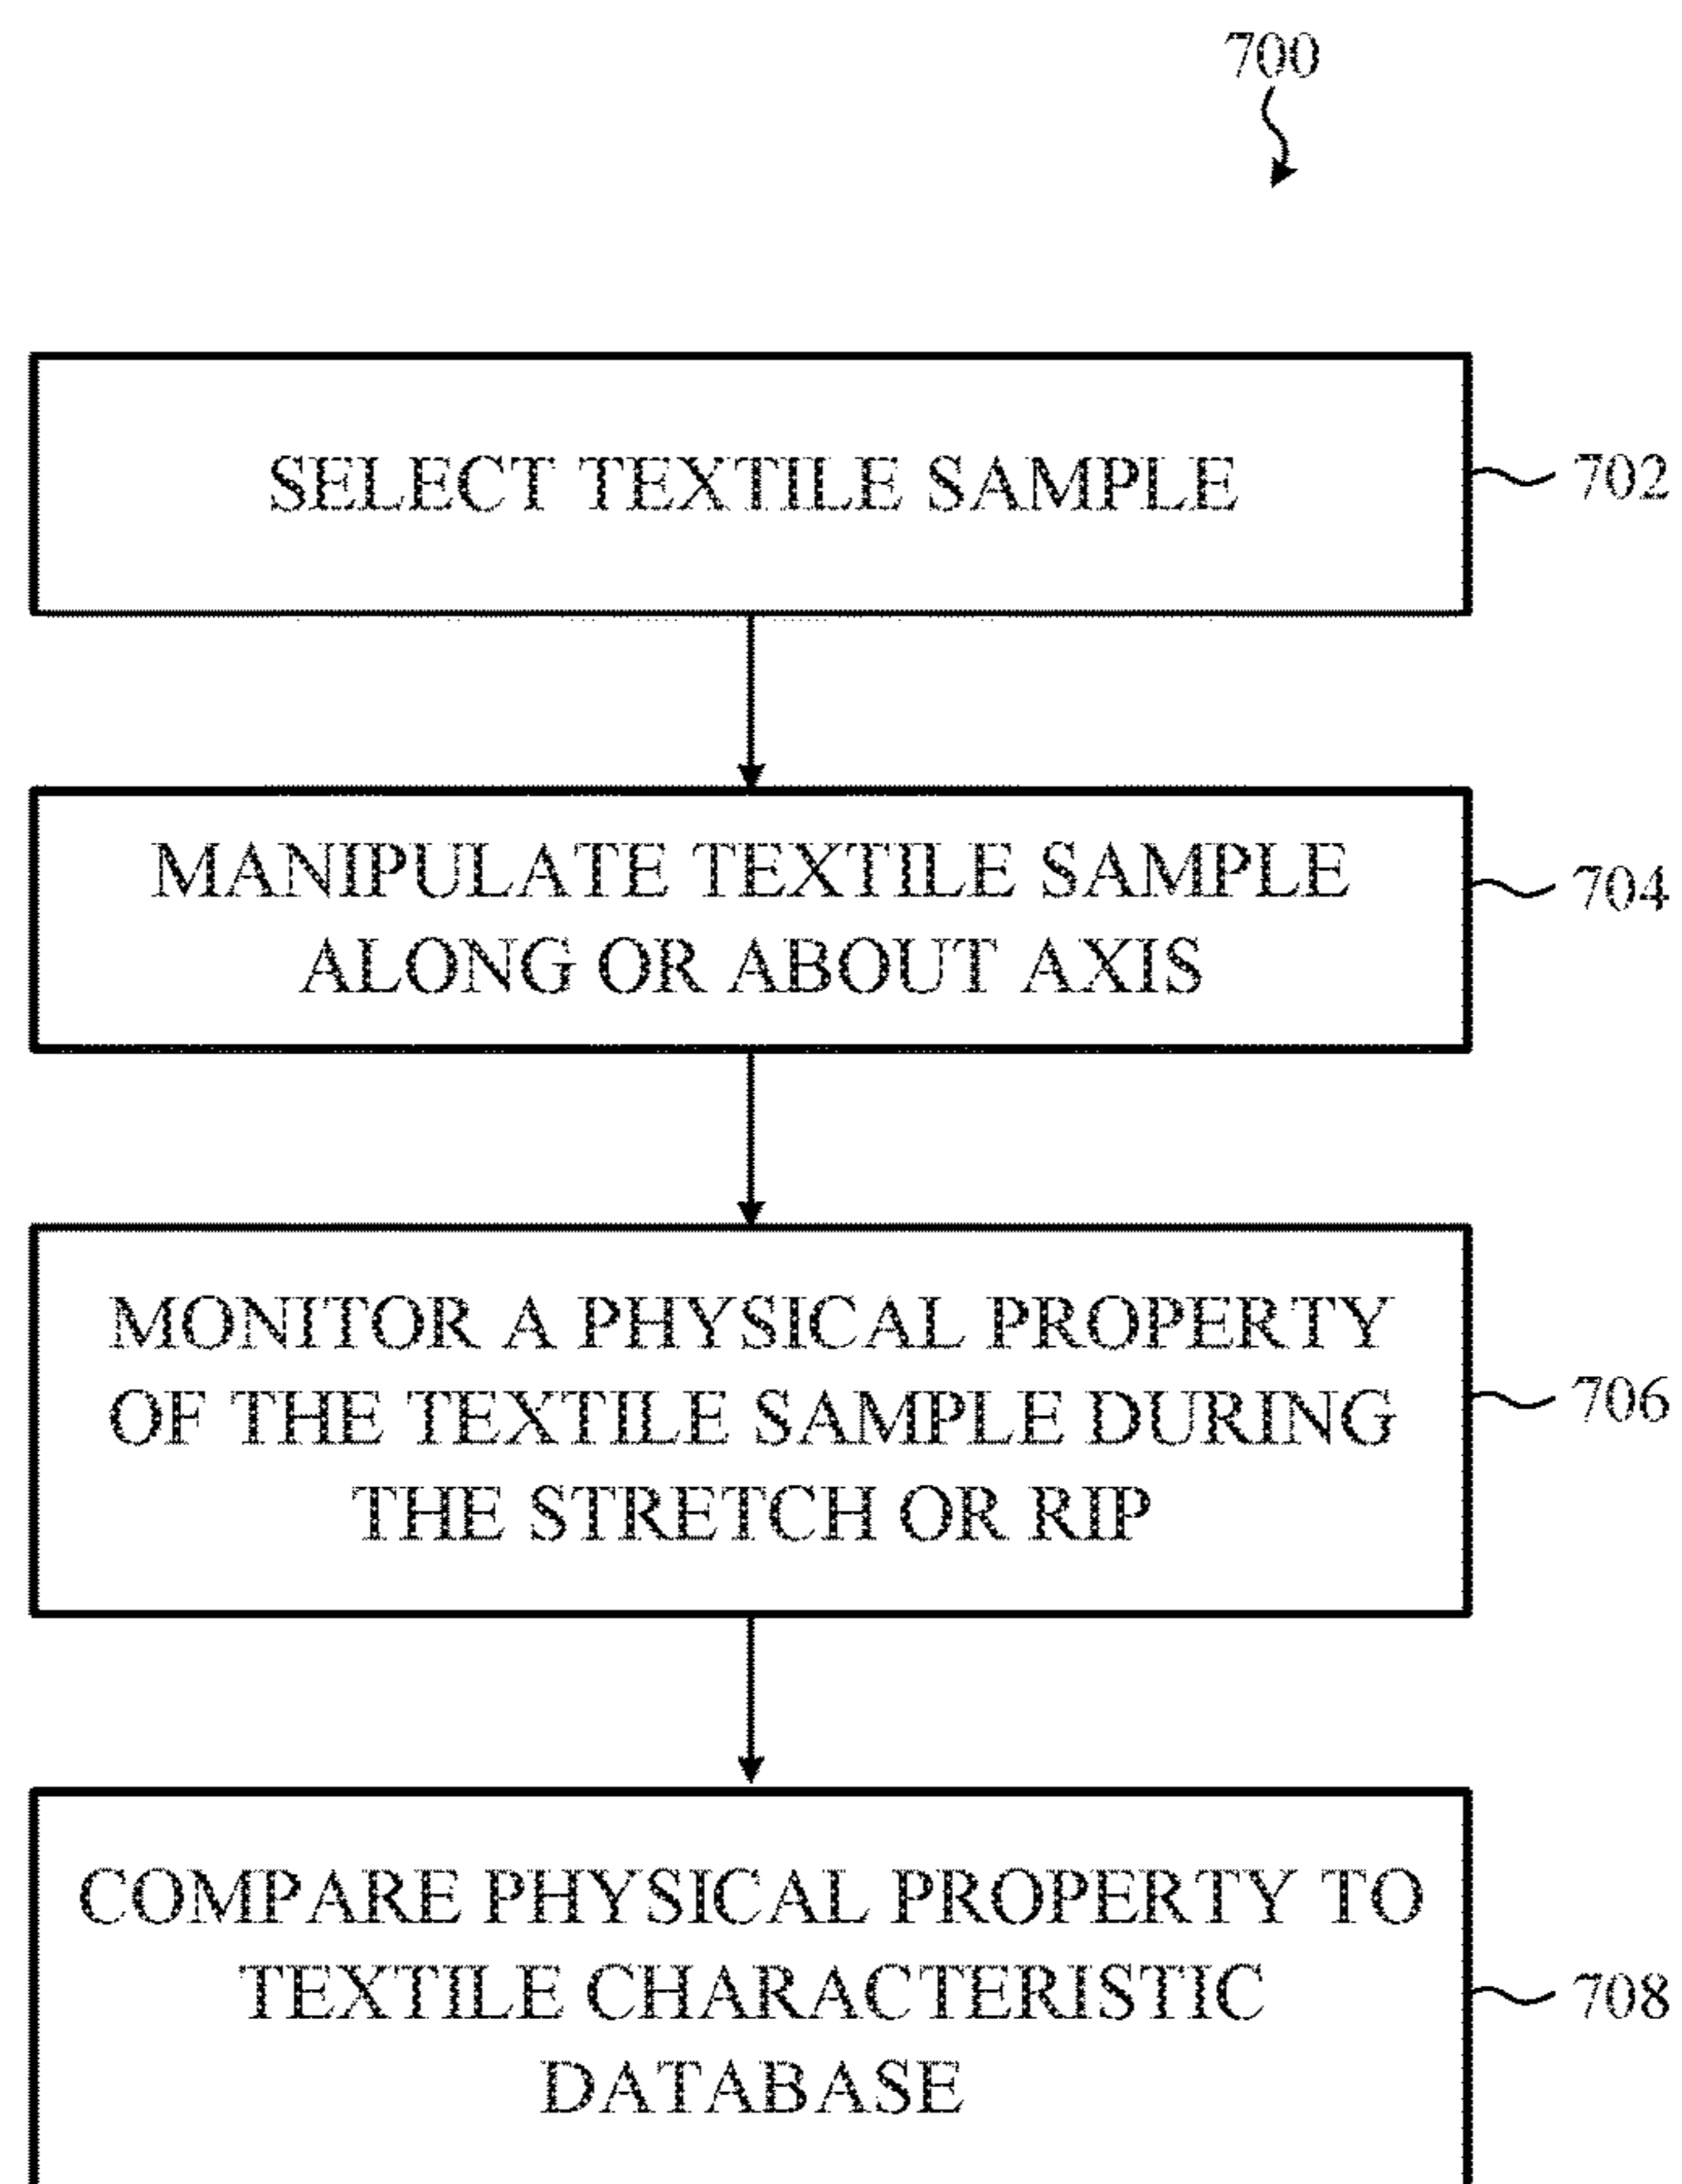 700
SELECT TEXTILE SAMPLE
702
MANIPULATE TEXTILE SAMPLE
ALONG OR ABOUT AXIS
704
MONITOR A PHYSICAL PROPERTY
OF THE TEXTILE SAMPLE DURING
THE STRETCH OR RIP
706
COMPARE PHYSICAL PROPERTY TO
TEXTILE CHARACTERISTIC
DATABASE
708